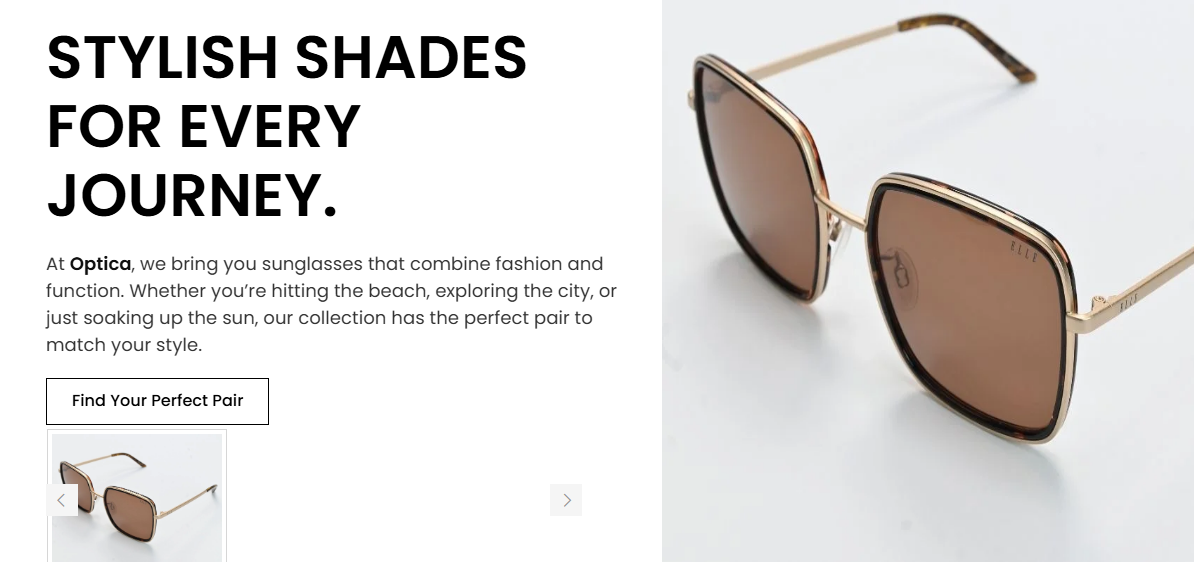 STYLISH SHADES
FOR EVERY
JOURNEY.
At Optica, we bring you sunglasses that combine fashion and
function. Whether you’re hitting the beach, exploring the city, or
just soaking up the sun, our collection has the perfect pair to
match your style.
Find Your Perfect Pair
ELLE
ELLE